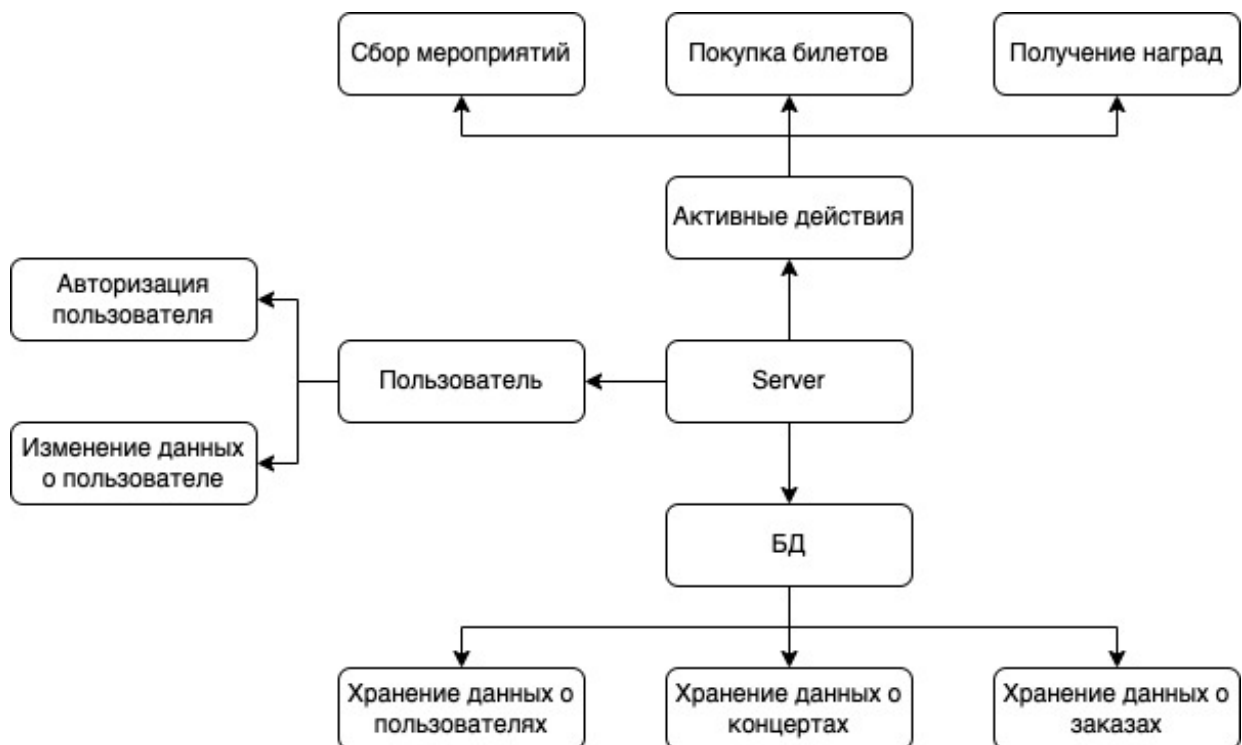 Сбор мероприятий
Покупка билетов
Получение наград
Активные действия
Авторизация
пользователя
Пользователь
Server
Изменение данных
о пользователе
БД
Хранение данных о
пользователях
Хранение данных о
концертах
Хранение данных о
заказах